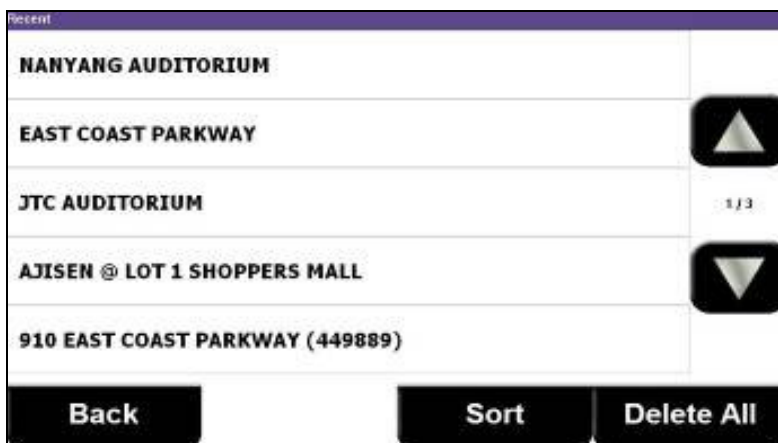 Recent
NANYANG AUDITORIUM
EAST COAST PARKWAY
JTC AUDITORIUM
1/3
AJISEN @ LOT 1 SHOPPERS MALL
910 EAST COAST PARKWAY (449889)
Back
Sort
Delete All